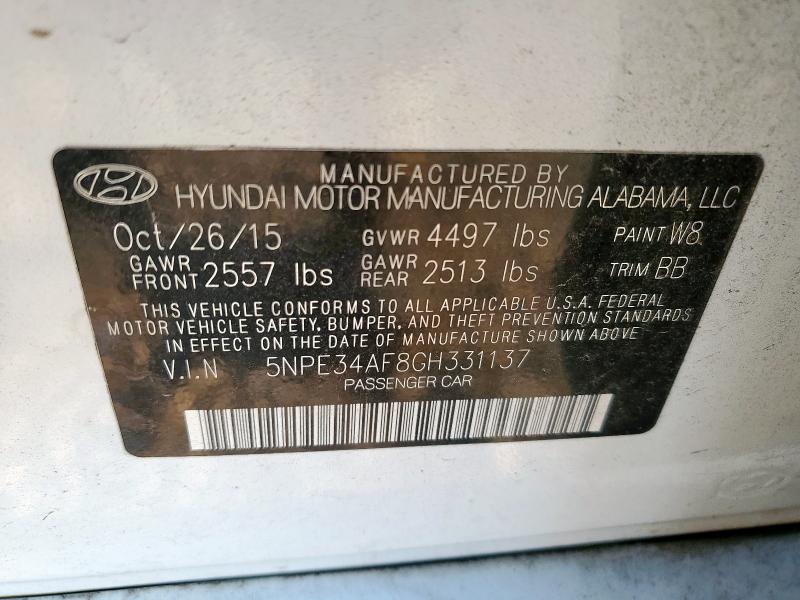 MANUFACTURED BY
HYUNDAI MOTOR MANUFACTURING ALABAMA, LLC
Oct/26/15 GVWR 4497 lbs PAINT W8
GAWR FRONT 2557 lbs GAWR REAR 2513 lbs TRIM BB
THIS VEHICLE CONFORMS TO ALL APPLICABLE U.S.A. FEDERAL
MOTOR VEHICLE SAFETY, BUMPER, AND THEFT PREVENTION STANDARDS
IN EFFECT ON THE DATE OF MANUFACTURE SHOWN ABOVE
V.I.N 5NPE34AF8GH331137
PASSENGER CAR